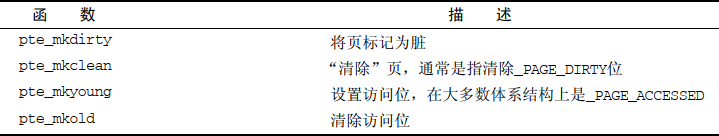 函 数 描 述
pte_mkdirty 将页标记为脏
pte_mkclean “清除”页，通常是指清除_PAGE_DIRTY位
pte_mkyoung 设置访问位，在大多数体系结构上是_PAGE_ACCESSED
pte_mkold 清除访问位